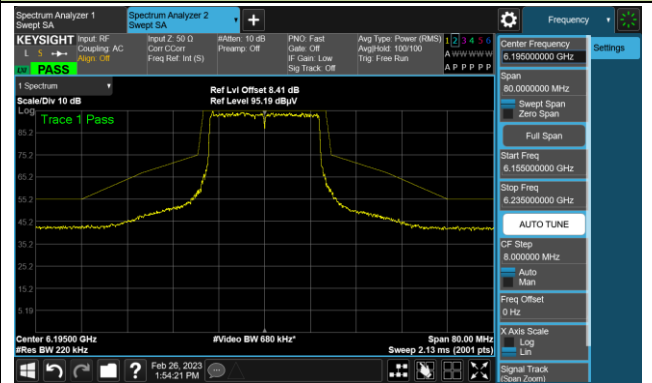 Spectrum Analyzer 1
Swept SA
Spectrum Analyzer 2
Swept SA
+
Frequency
KEYSIGHT
L S
LXI PASS
Input: RF
Coupling: AC
Align: Off
Input Z: 50 Ω
Corr CCorr
Freq Ref: Int (S)
#Atten: 10 dB
Preamp: Off
PNO: Fast
Gate: Off
IF Gain: Low
Sig Track: Off
Avg Type: Power (RMS)
Avg|Hold: 100/100
Trig: Free Run
1 2 3 4 5 6
A W W W W W
A P P P P P
Settings
Center Frequency
6.195000000 GHz
Span
80.0000000 MHz
Swept Span
Zero Span
Full Span
Start Freq
6.155000000 GHz
Stop Freq
6.235000000 GHz
AUTO TUNE
CF Step
8.000000 MHz
Auto
Man
Freq Offset
0 Hz
X Axis Scale
Log
Lin
Signal Track
(Span Zoom)
1 Spectrum
Scale/Div 10 dB
Ref Lvl Offset 8.41 dB
Ref Level 95.19 dBµV
Log
Trace 1 Pass
85.2
75.2
65.2
55.2
45.2
35.2
25.2
15.2
5.19
Center 6.19500 GHz
#Res BW 220 kHz
#Video BW 680 kHz*
Span 80.00 MHz
Sweep 2.13 ms (2001 pts)
?
Feb 26, 2023
1:54:21 PM